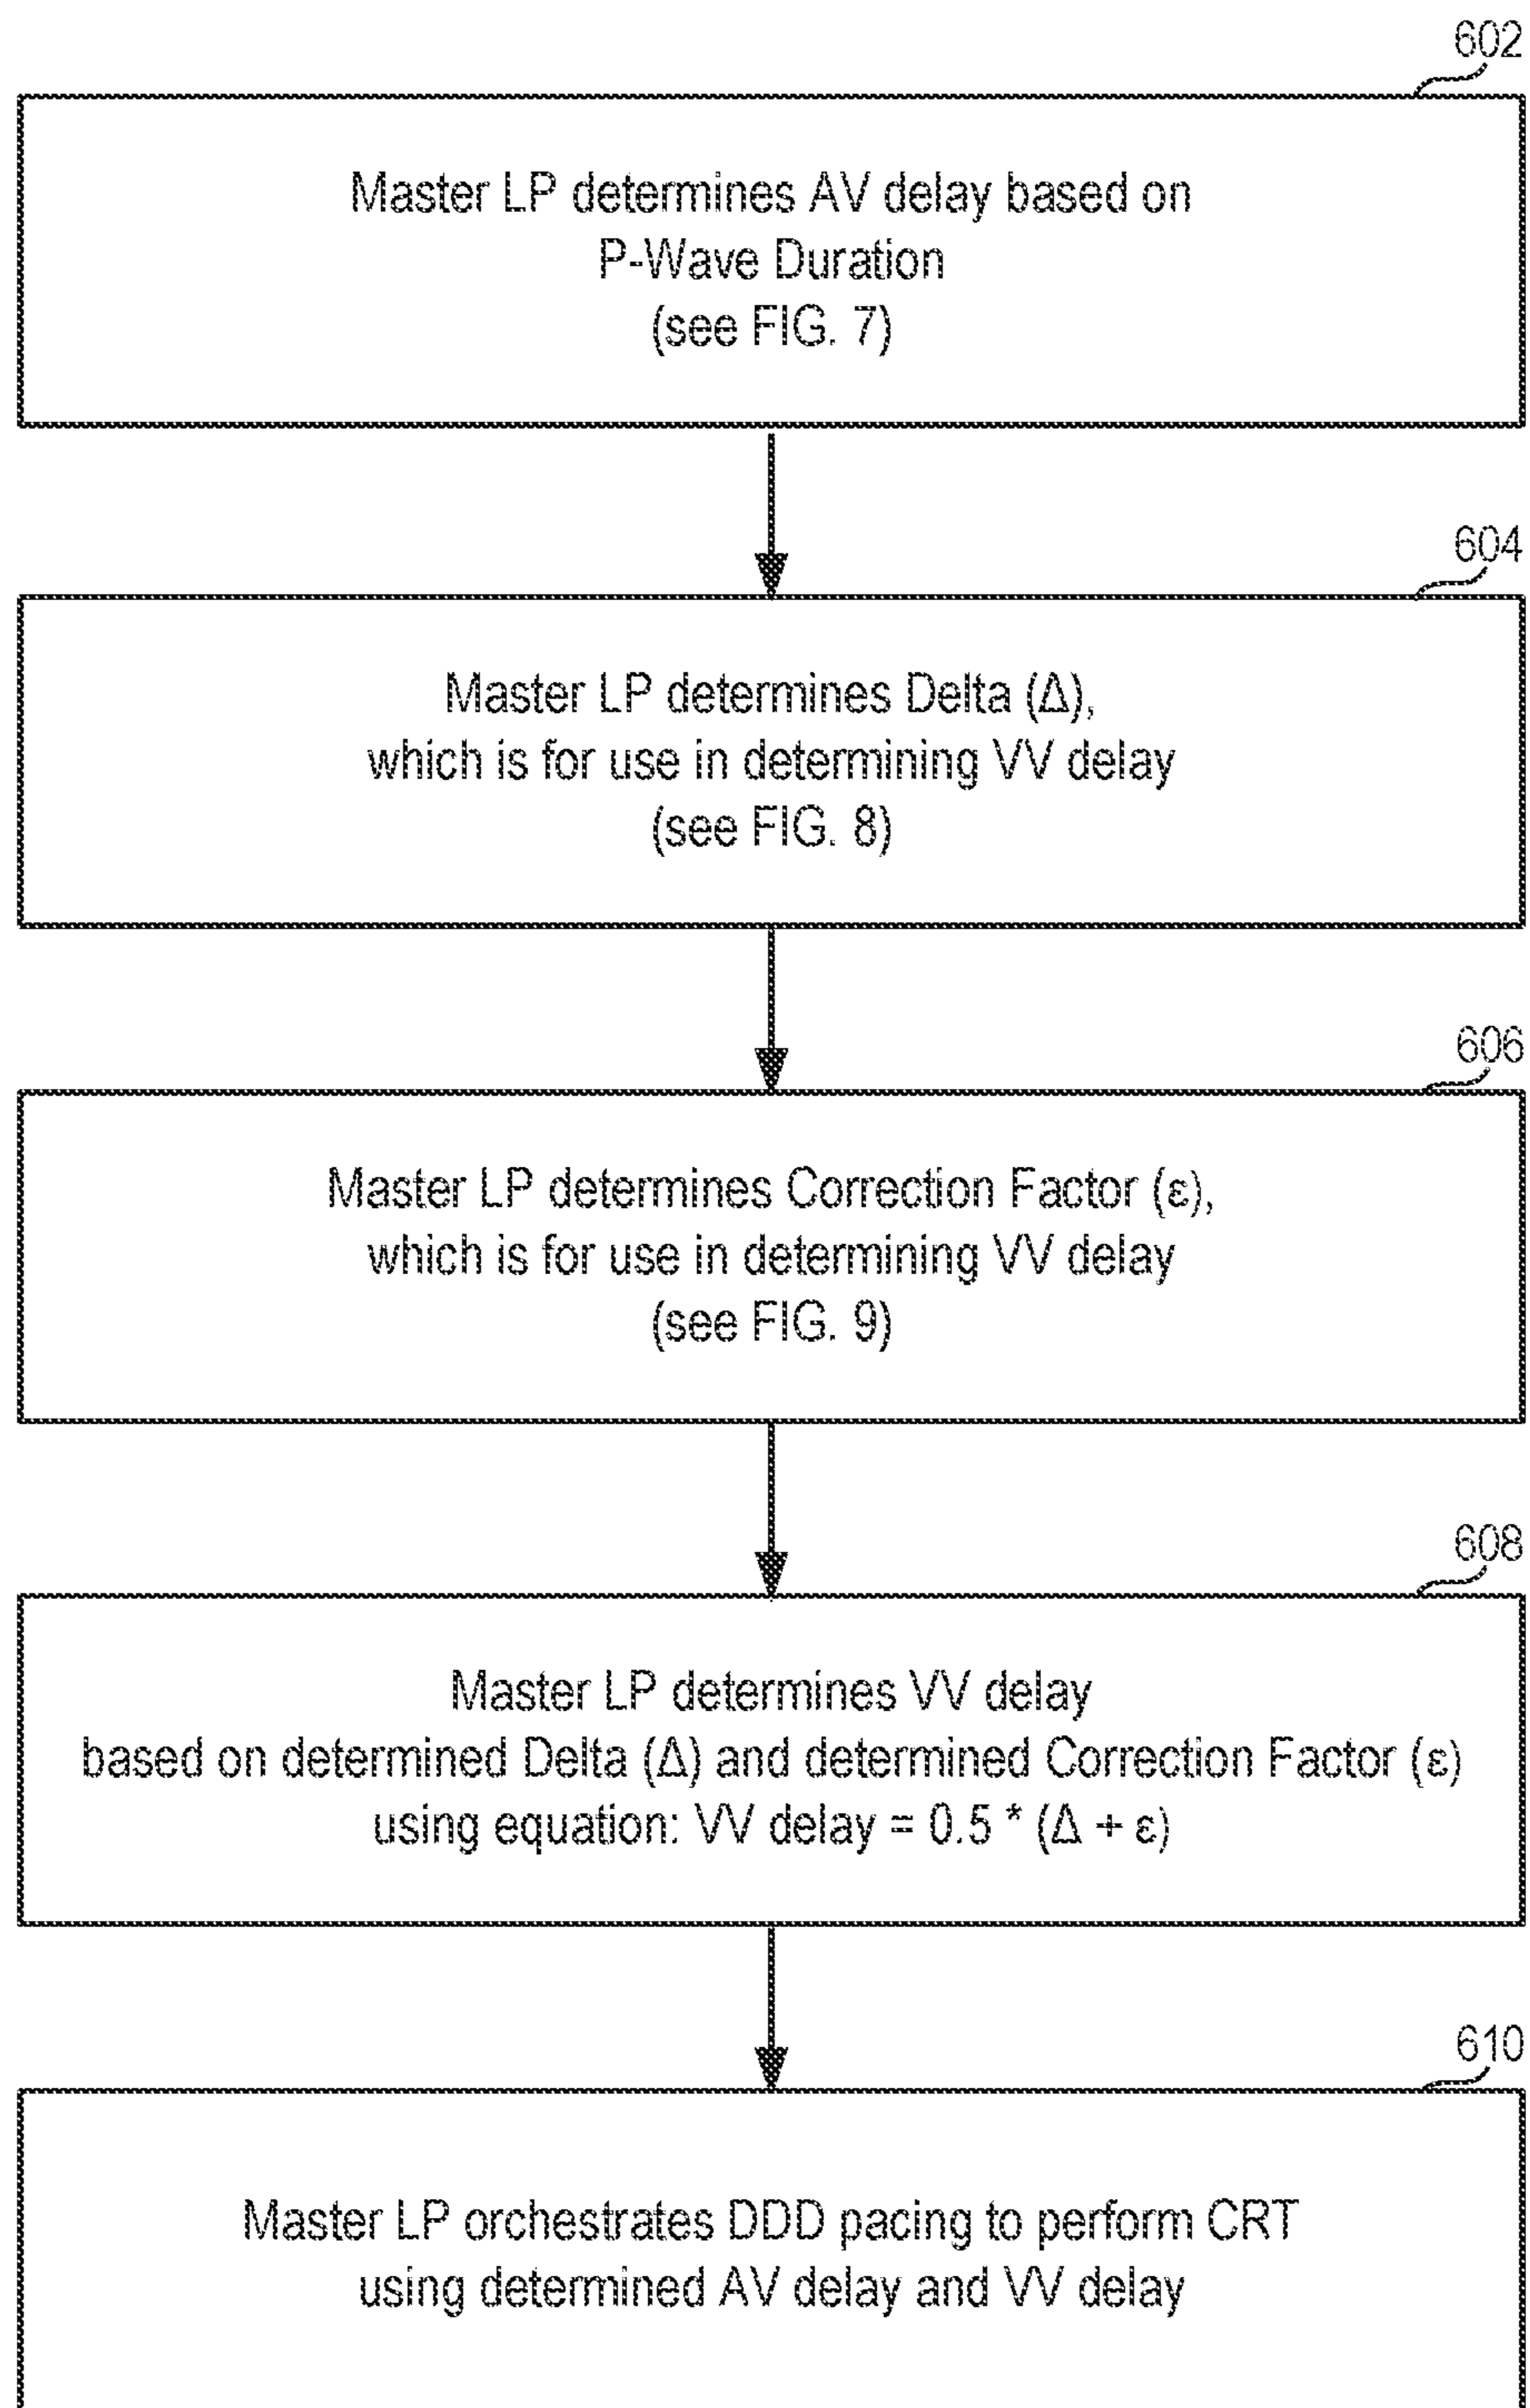 602
Master LP determines AV delay based on
P-Wave Duration
(see FIG. 7)
604
Master LP determines Delta (Δ),
which is for use in determining VV delay
(see FIG. 8)
606
Master LP determines Correction Factor (ε),
which is for use in determining VV delay
(see FIG. 9)
608
Master LP determines VV delay
based on determined Delta (Δ) and determined Correction Factor (ε)
using equation: VV delay = 0.5 * (Δ + ε)
610
Master LP orchestrates DDD pacing to perform CRT
using determined AV delay and VV delay